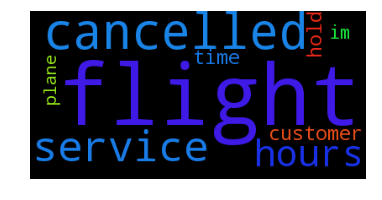 cancelled
hold
im
time
plane
flight
customer
service
hours